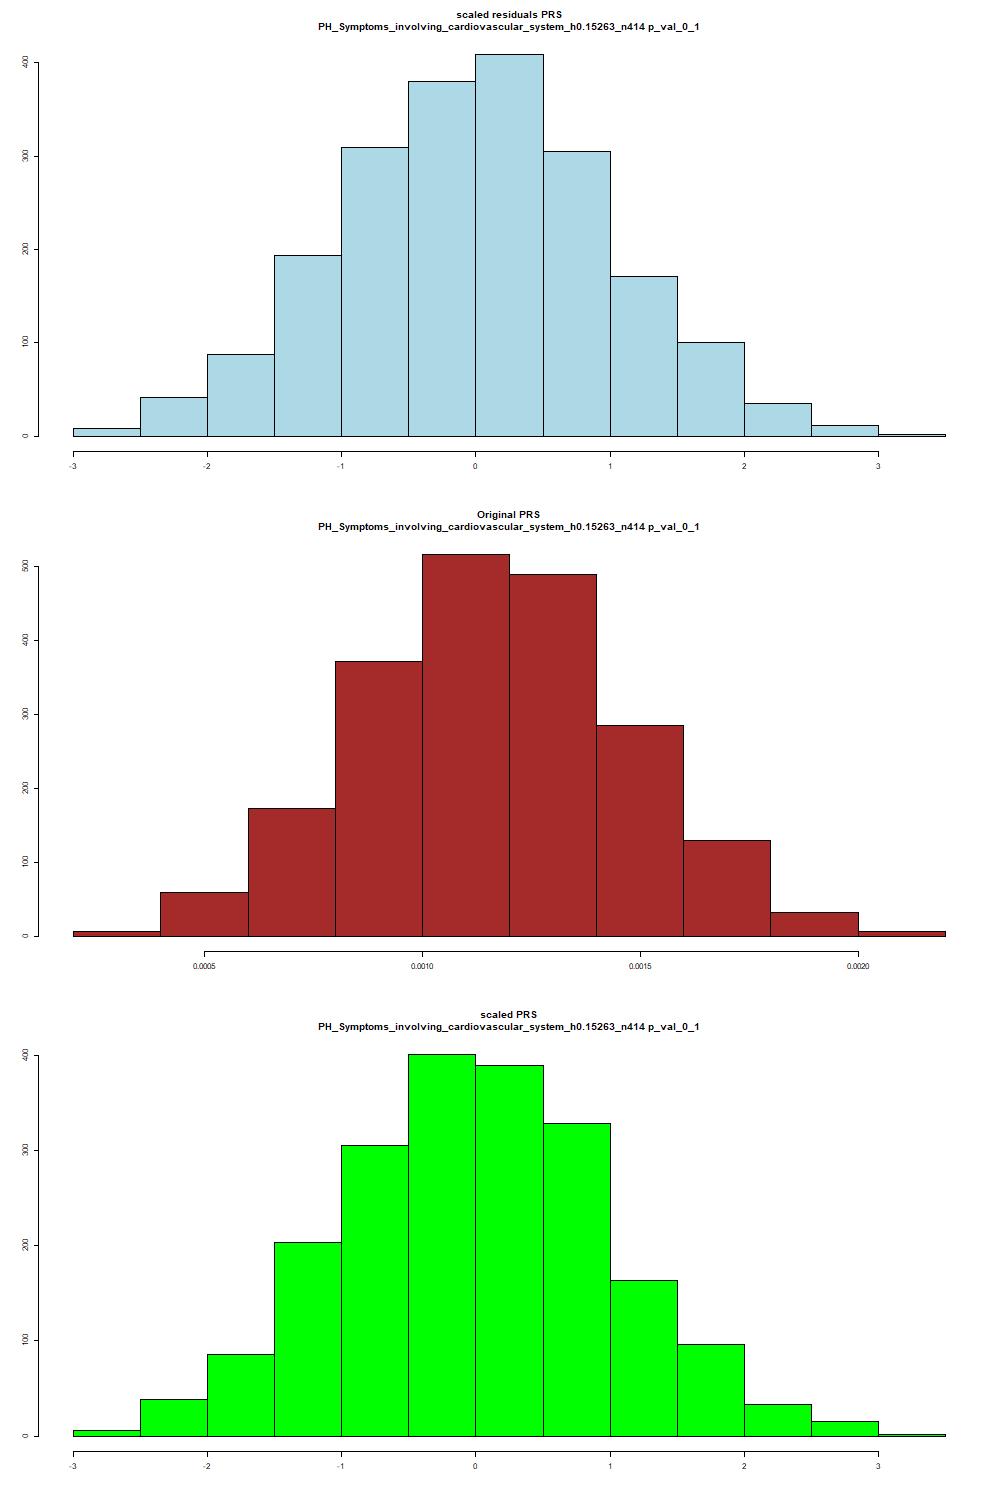 scaled residuals PRS
PH_Symptoms_involving_cardiovascular_system_h0.15263_n414 p_val_0_1
400
300
200
100
0
-3 -2 -1 0 1 2 3
Original PRS
PH_Symptoms_involving_cardiovascular_system_h0.15263_n414 p_val_0_1
500
400
300
200
100
0
0.0005 0.0010 0.0015 0.0020
scaled PRS
PH_Symptoms_involving_cardiovascular_system_h0.15263_n414 p_val_0_1
400
300
200
100
0
-3 -2 -1 0 1 2 3